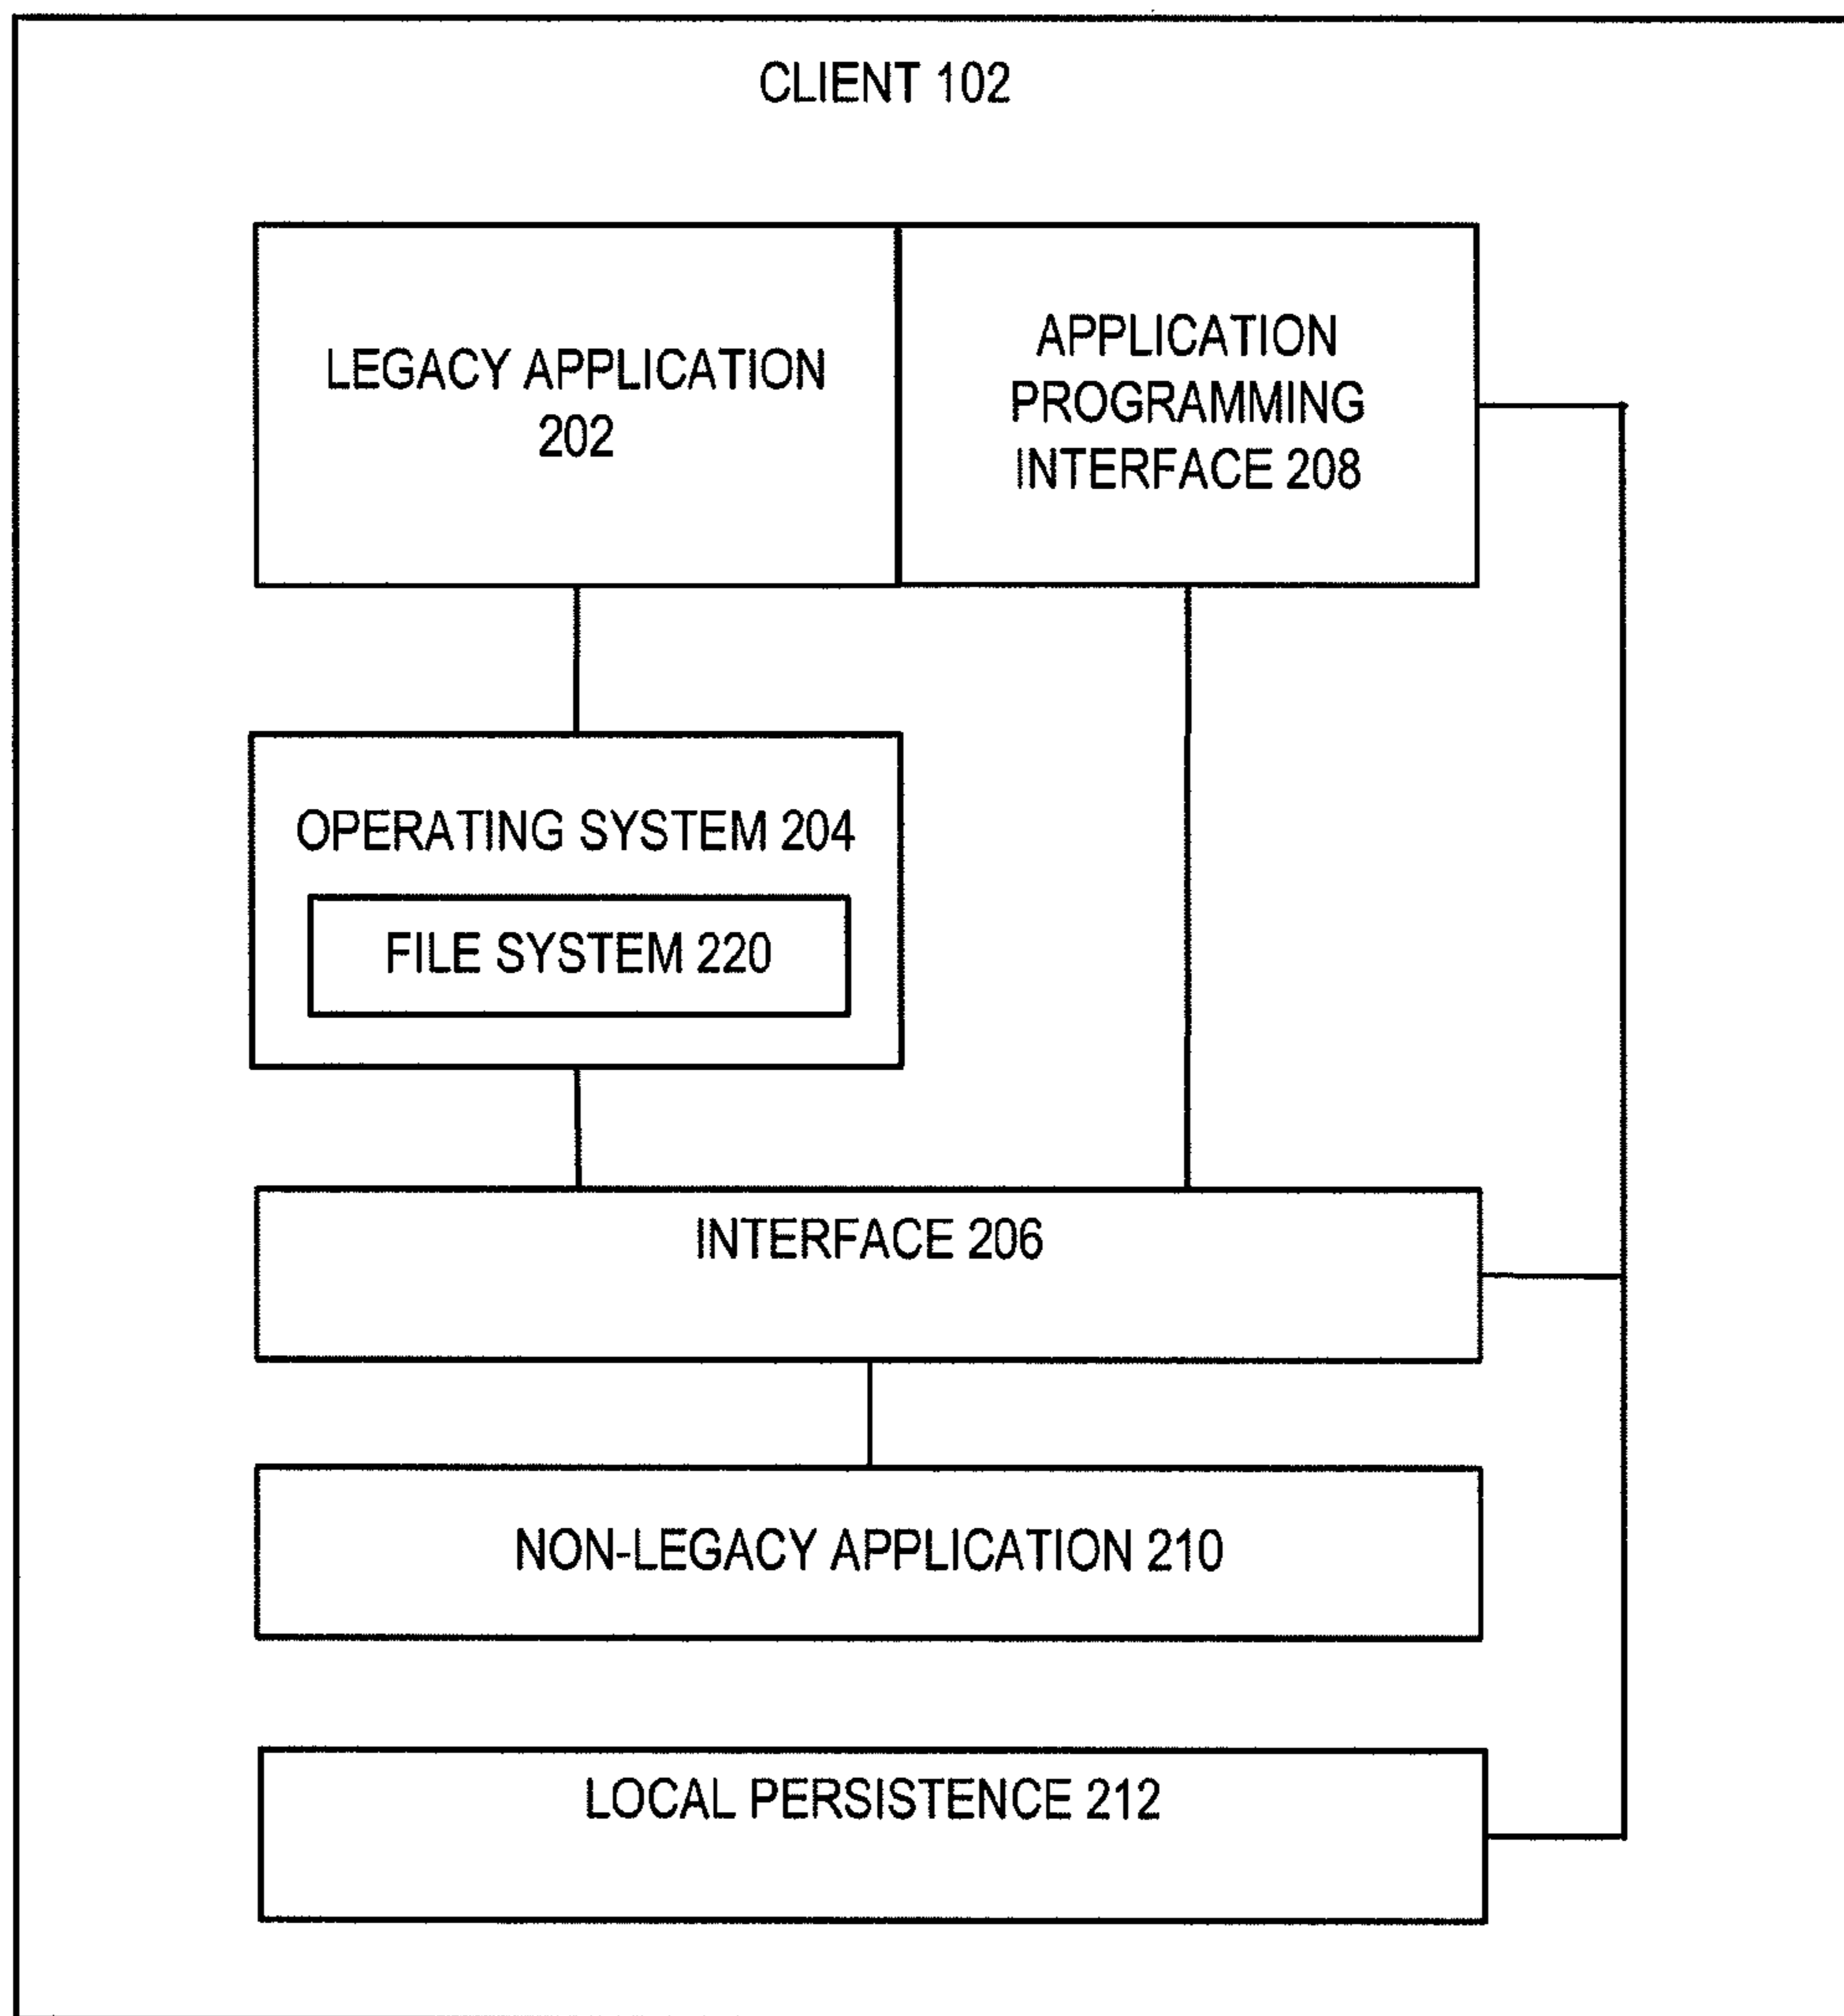 CLIENT 102
LEGACY APPLICATION
202
APPLICATION
PROGRAMMING
INTERFACE 208
OPERATING SYSTEM 204
FILE SYSTEM 220
INTERFACE 206
NON-LEGACY APPLICATION 210
LOCAL PERSISTENCE 212